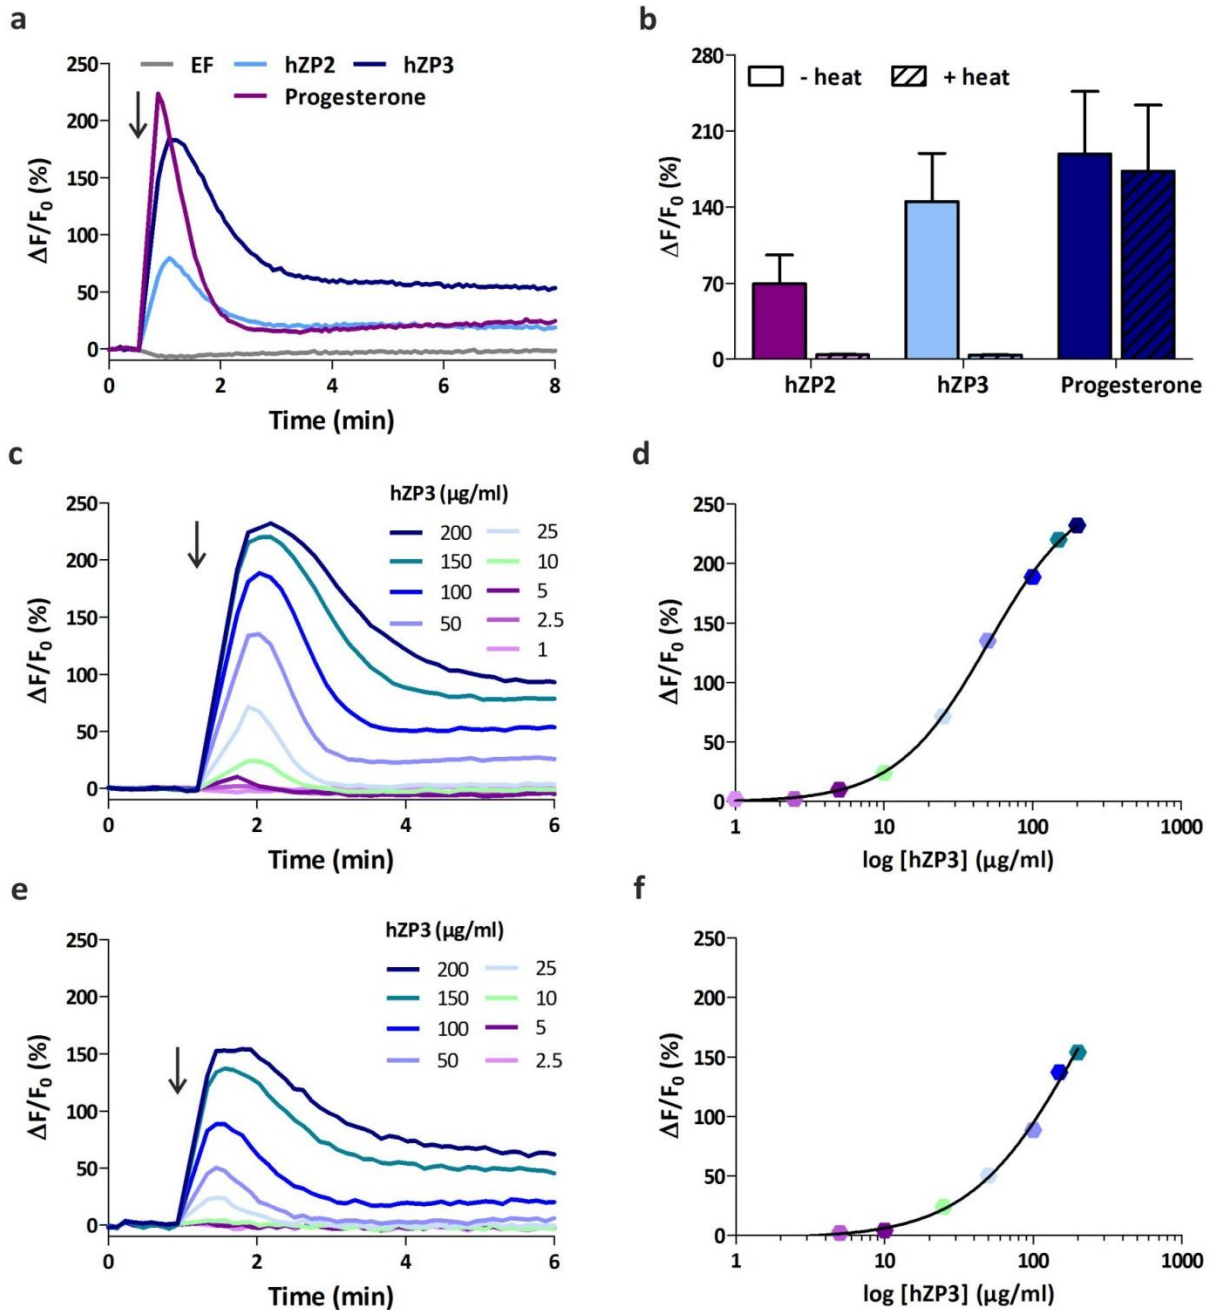 a
EF hZP2 hZP3
Progesterone
250
200
150
100
50
0
ΔF/F₀ (%)
0 2 4 6 8
Time (min)
b
- heat + heat
280
210
140
70
0
ΔF/F₀ (%)
hZP2 hZP3 Progesterone
c
hZP3 (µg/ml)
200 25
150 10
100 5
50 2.5
1
250
200
150
100
50
0
ΔF/F₀ (%)
0 2 4 6
Time (min)
d
250
200
150
100
50
0
ΔF/F₀ (%)
1 10 100 1000
log [hZP3] (µg/ml)
e
hZP3 (µg/ml)
200 25
150 10
100 5
50 2.5
250
200
150
100
50
0
ΔF/F₀ (%)
0 2 4 6
Time (min)
f
250
200
150
100
50
0
ΔF/F₀ (%)
1 10 100 1000
log [hZP3] (µg/ml)